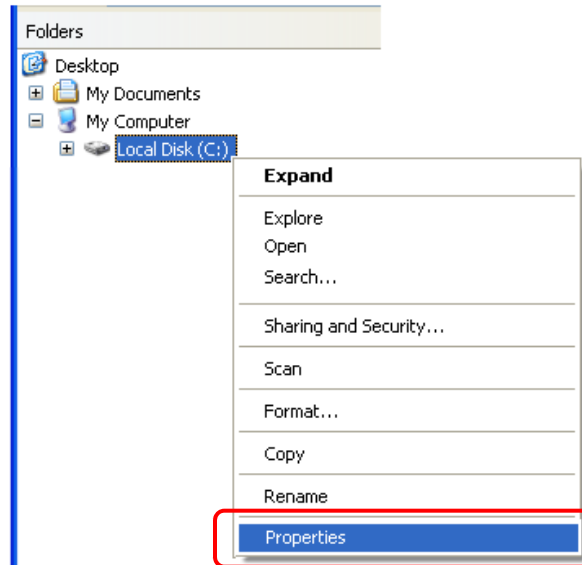 Folders
Desktop
My Documents
My Computer
Local Disk (C:)
Expand
Explore
Open
Search...
Sharing and Security...
Scan
Format...
Copy
Rename
Properties